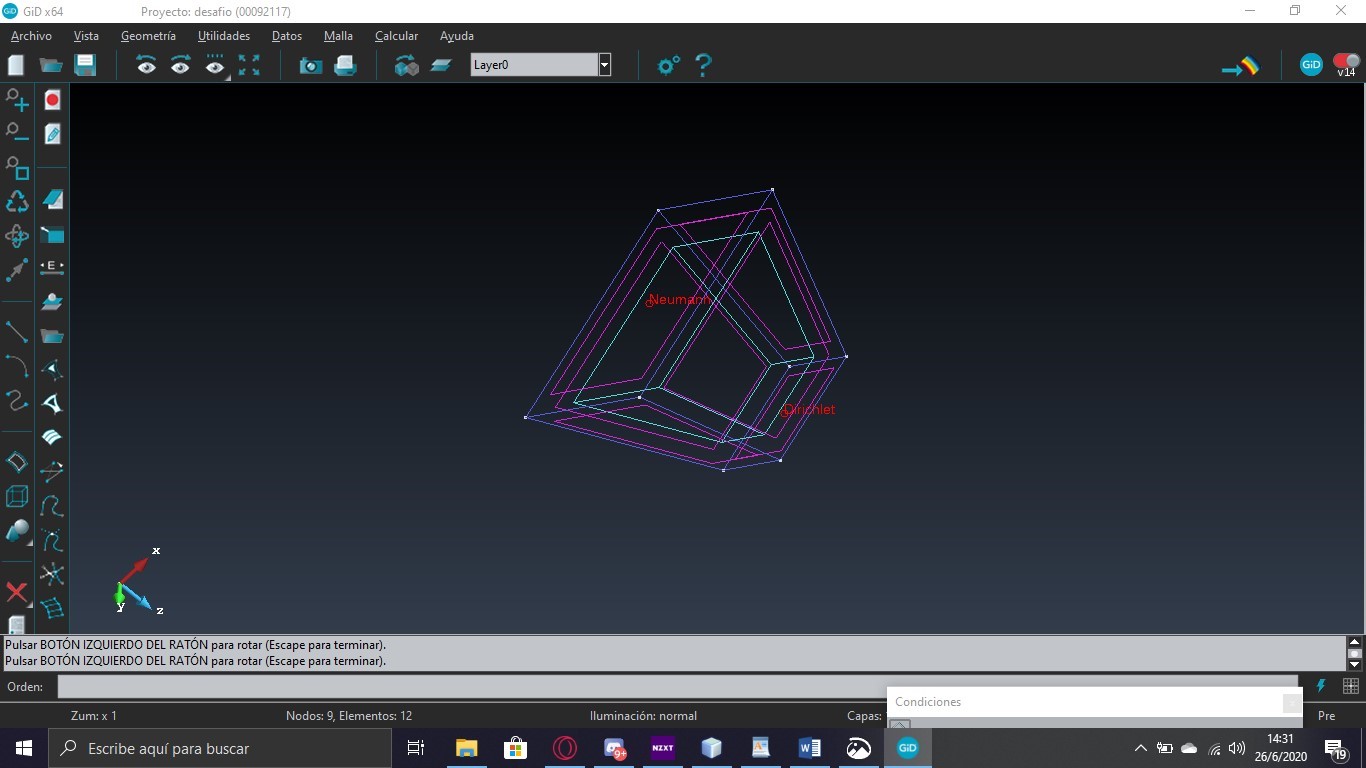 GiD x64 Proyecto: desafio (00092117)
Archivo Vista Geometría Utilidades Datos Malla Calcular Ayuda
Layer0
GiD
v14
E
Neumann
Dirichlet
x
y
z
Pulsar BOTÓN IZQUIERDO DEL RATÓN para rotar (Escape para terminar).
Pulsar BOTÓN IZQUIERDO DEL RATÓN para rotar (Escape para terminar).
Orden:
Condiciones
Zum: x 1 Nodos: 9, Elementos: 12 Iluminación: normal Capas: Pre
Escribe aquí para buscar
9+
NZXT
GiD
14:31
26/6/2020
19